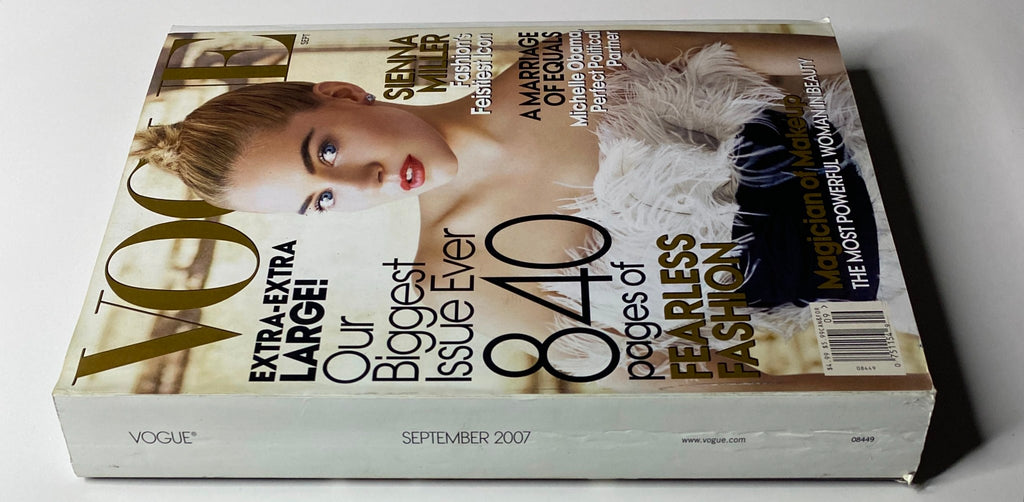 VOGUE
SEPT
SIENNA
MILLER
Fashion's
Feistiest Icon
A MARRIAGE
OF EQUALS
Michelle Obama,
Perfect Political
Partner
EXTRA-EXTRA
LARGE!
Our
Biggest
Issue Ever
840
pages of
FEARLESS
FASHION
Magician of Makeup
THE MOST POWERFUL WOMAN IN BEAUTY
09
08449
VOGUE®
SEPTEMBER 2007
www.vogue.com
08449